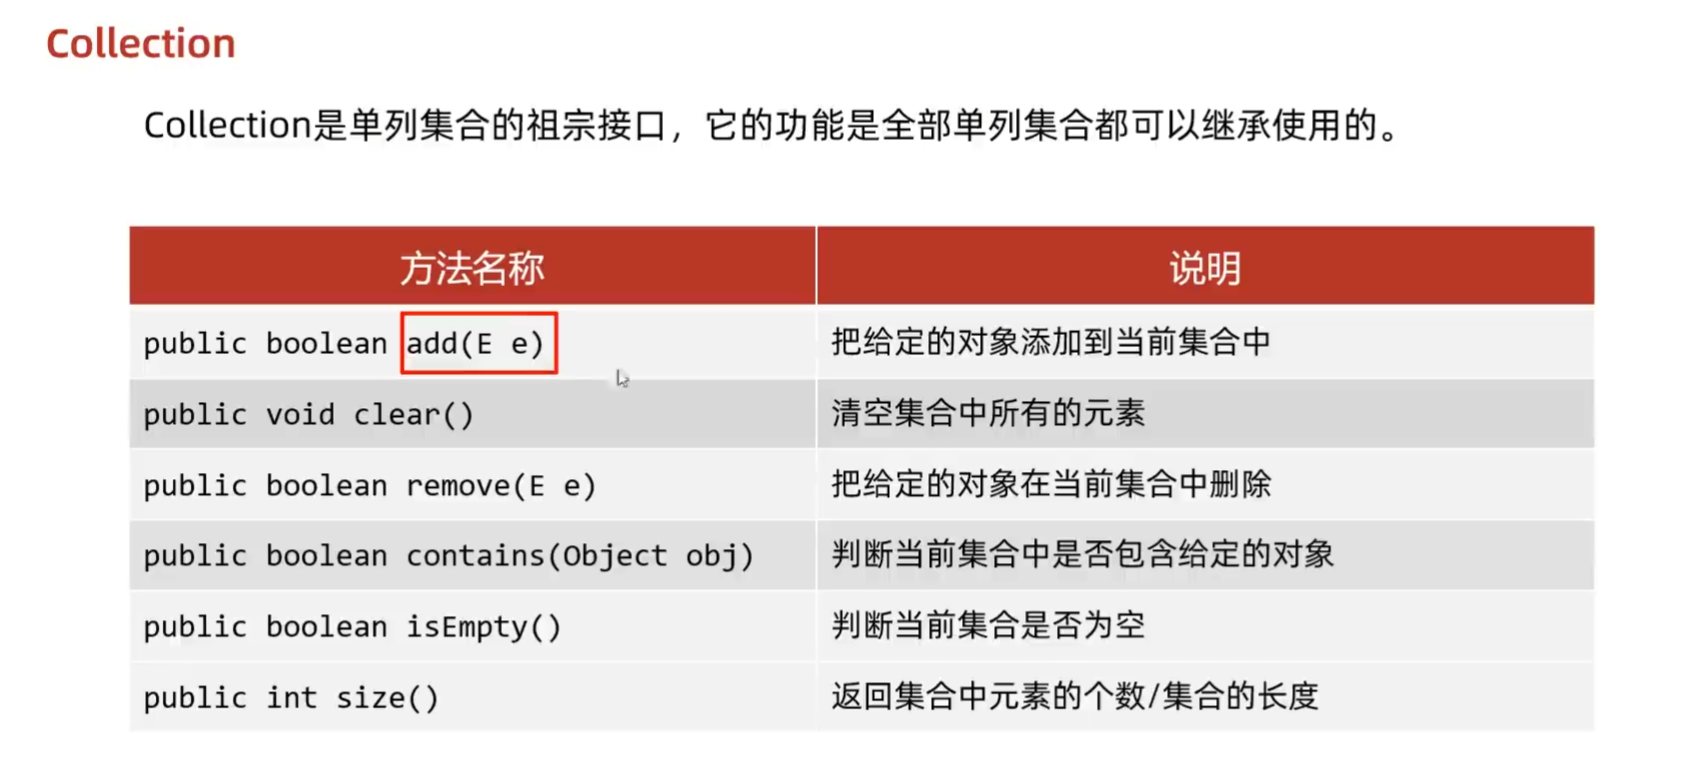 Collection
Collection是单列集合的祖宗接口，它的功能是全部单列集合都可以继承使用的。
方法名称 说明
public boolean add(E e) 把给定的对象添加到当前集合中
public void clear() 清空集合中所有的元素
public boolean remove(E e) 把给定的对象在当前集合中删除
public boolean contains(Object obj) 判断当前集合中是否包含给定的对象
public boolean isEmpty() 判断当前集合是否为空
public int size() 返回集合中元素的个数/集合的长度